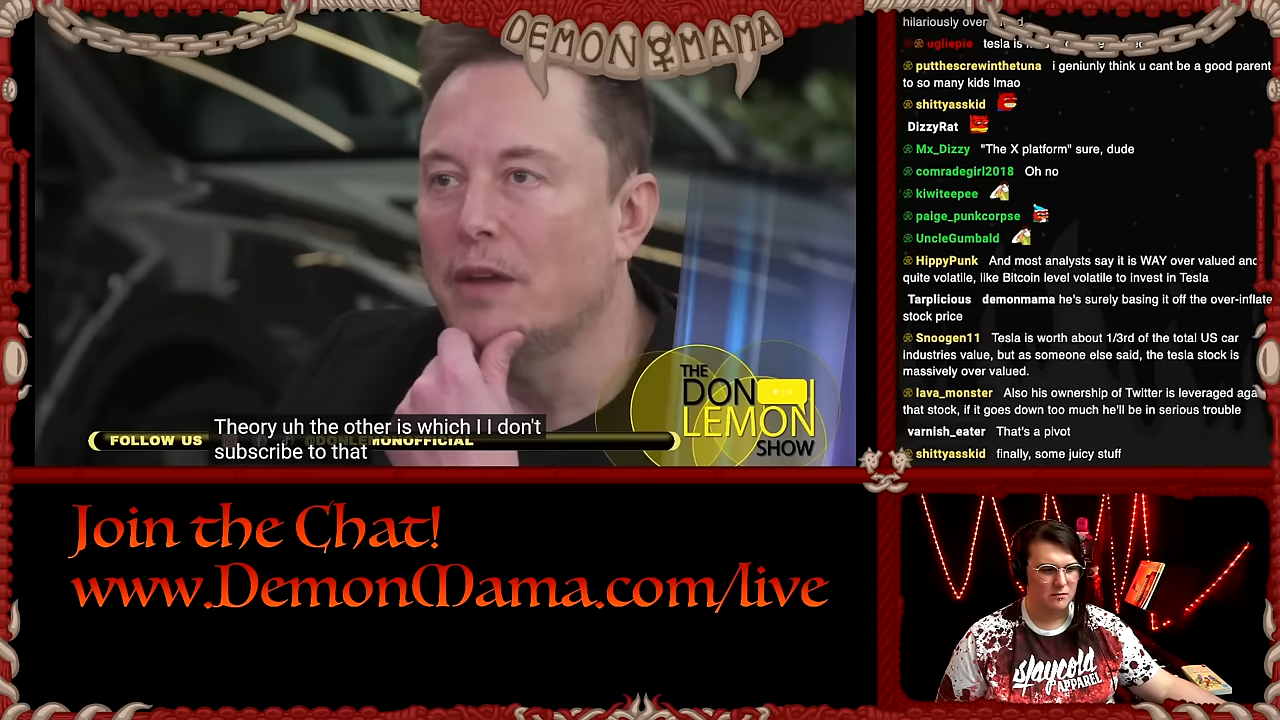 DEMON MAMA
THE
DON
LEMON
SHOW
FOLLOW US
@DONLEMONOFFICIAL
Theory uh the other is which I I don't
subscribe to that
hilariously over
ugliepie tesla is
putthescrewinthetuna i geniunly think u cant be a good parent
to so many kids lmao
shittyasskid
DizzyRat
Mx_Dizzy "The X platform" sure, dude
comradegirl2018 Oh no
kiwiteepee
paige_punkcorpse
UncleGumbald
HippyPunk And most analysts say it is WAY over valued and
quite volatile, like Bitcoin level volatile to invest in Tesla
Tarplicious demonmama he's surely basing it off the over-inflate
stock price
Snoogen11 Tesla is worth about 1/3rd of the total US car
industries value, but as someone else said, the tesla stock is
massively over valued.
lava_monster Also his ownership of Twitter is leveraged aga
that stock, if it goes down too much he'll be in serious trouble
varnish_eater That's a pivot
shittyasskid finally, some juicy stuff
Join the Chat!
www.DemonMama.com/live
staycold
APPAREL